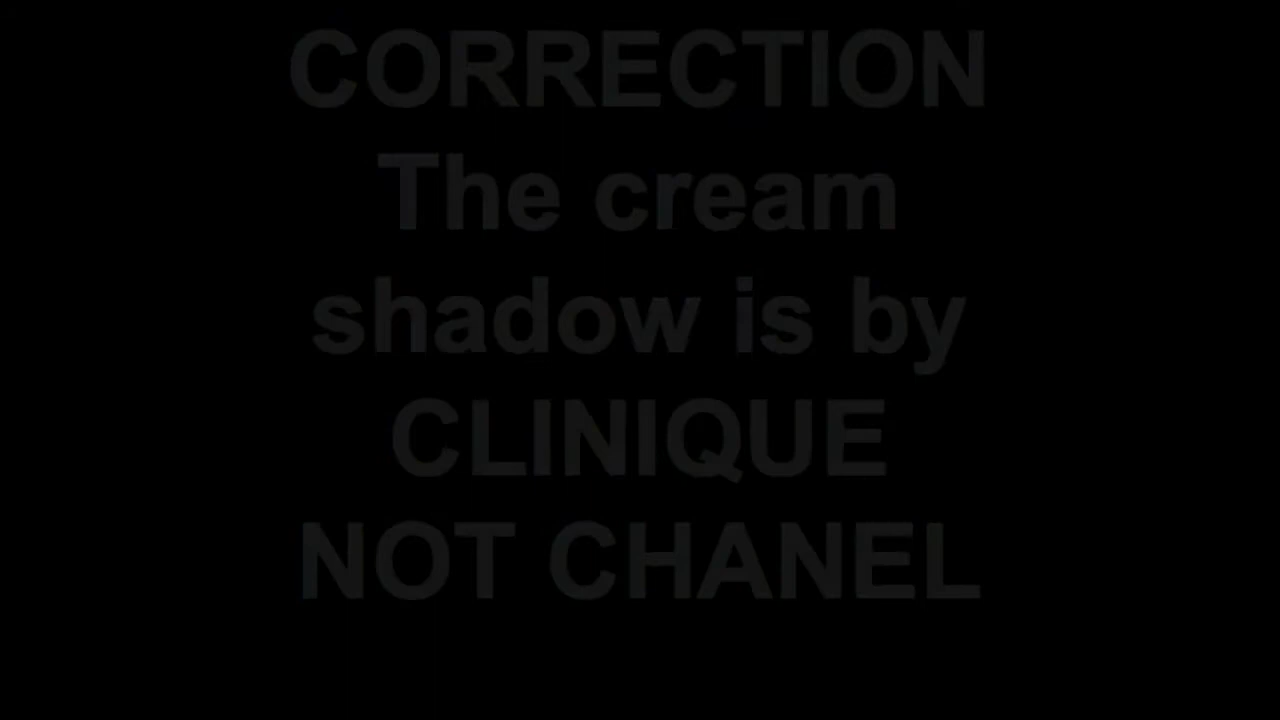 CORRECTION
The cream
shadow is by
CLINIQUE
NOT CHANEL